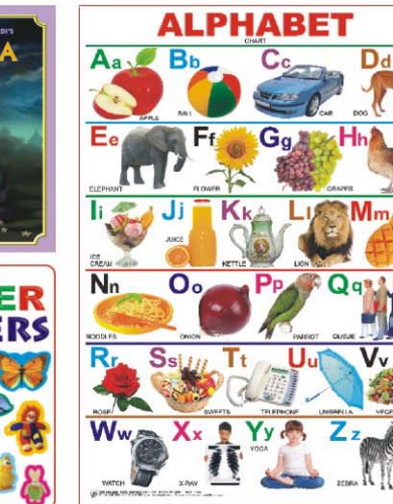 DI'S
A
ER
ERS
ALPHABET
CHART
Aa Bb Cc Dd
APPLE BALL CAR DOG
Ee Ff Gg Hh
ELEPHANT FLOWER GRAPES
Ii Jj Kk Ll Mm
JUICE
ICE
CREAM KETTLE LION
Nn Oo Pp Qq
NOODLES ONION PARROT QUEUE
Rr Ss Tt Uu Vv
ROSE SWEETS TELEPHONE UMBRELLA VEGE
Ww Xx Yy Zz
YOGA
WATCH X-RAY ZEBRA